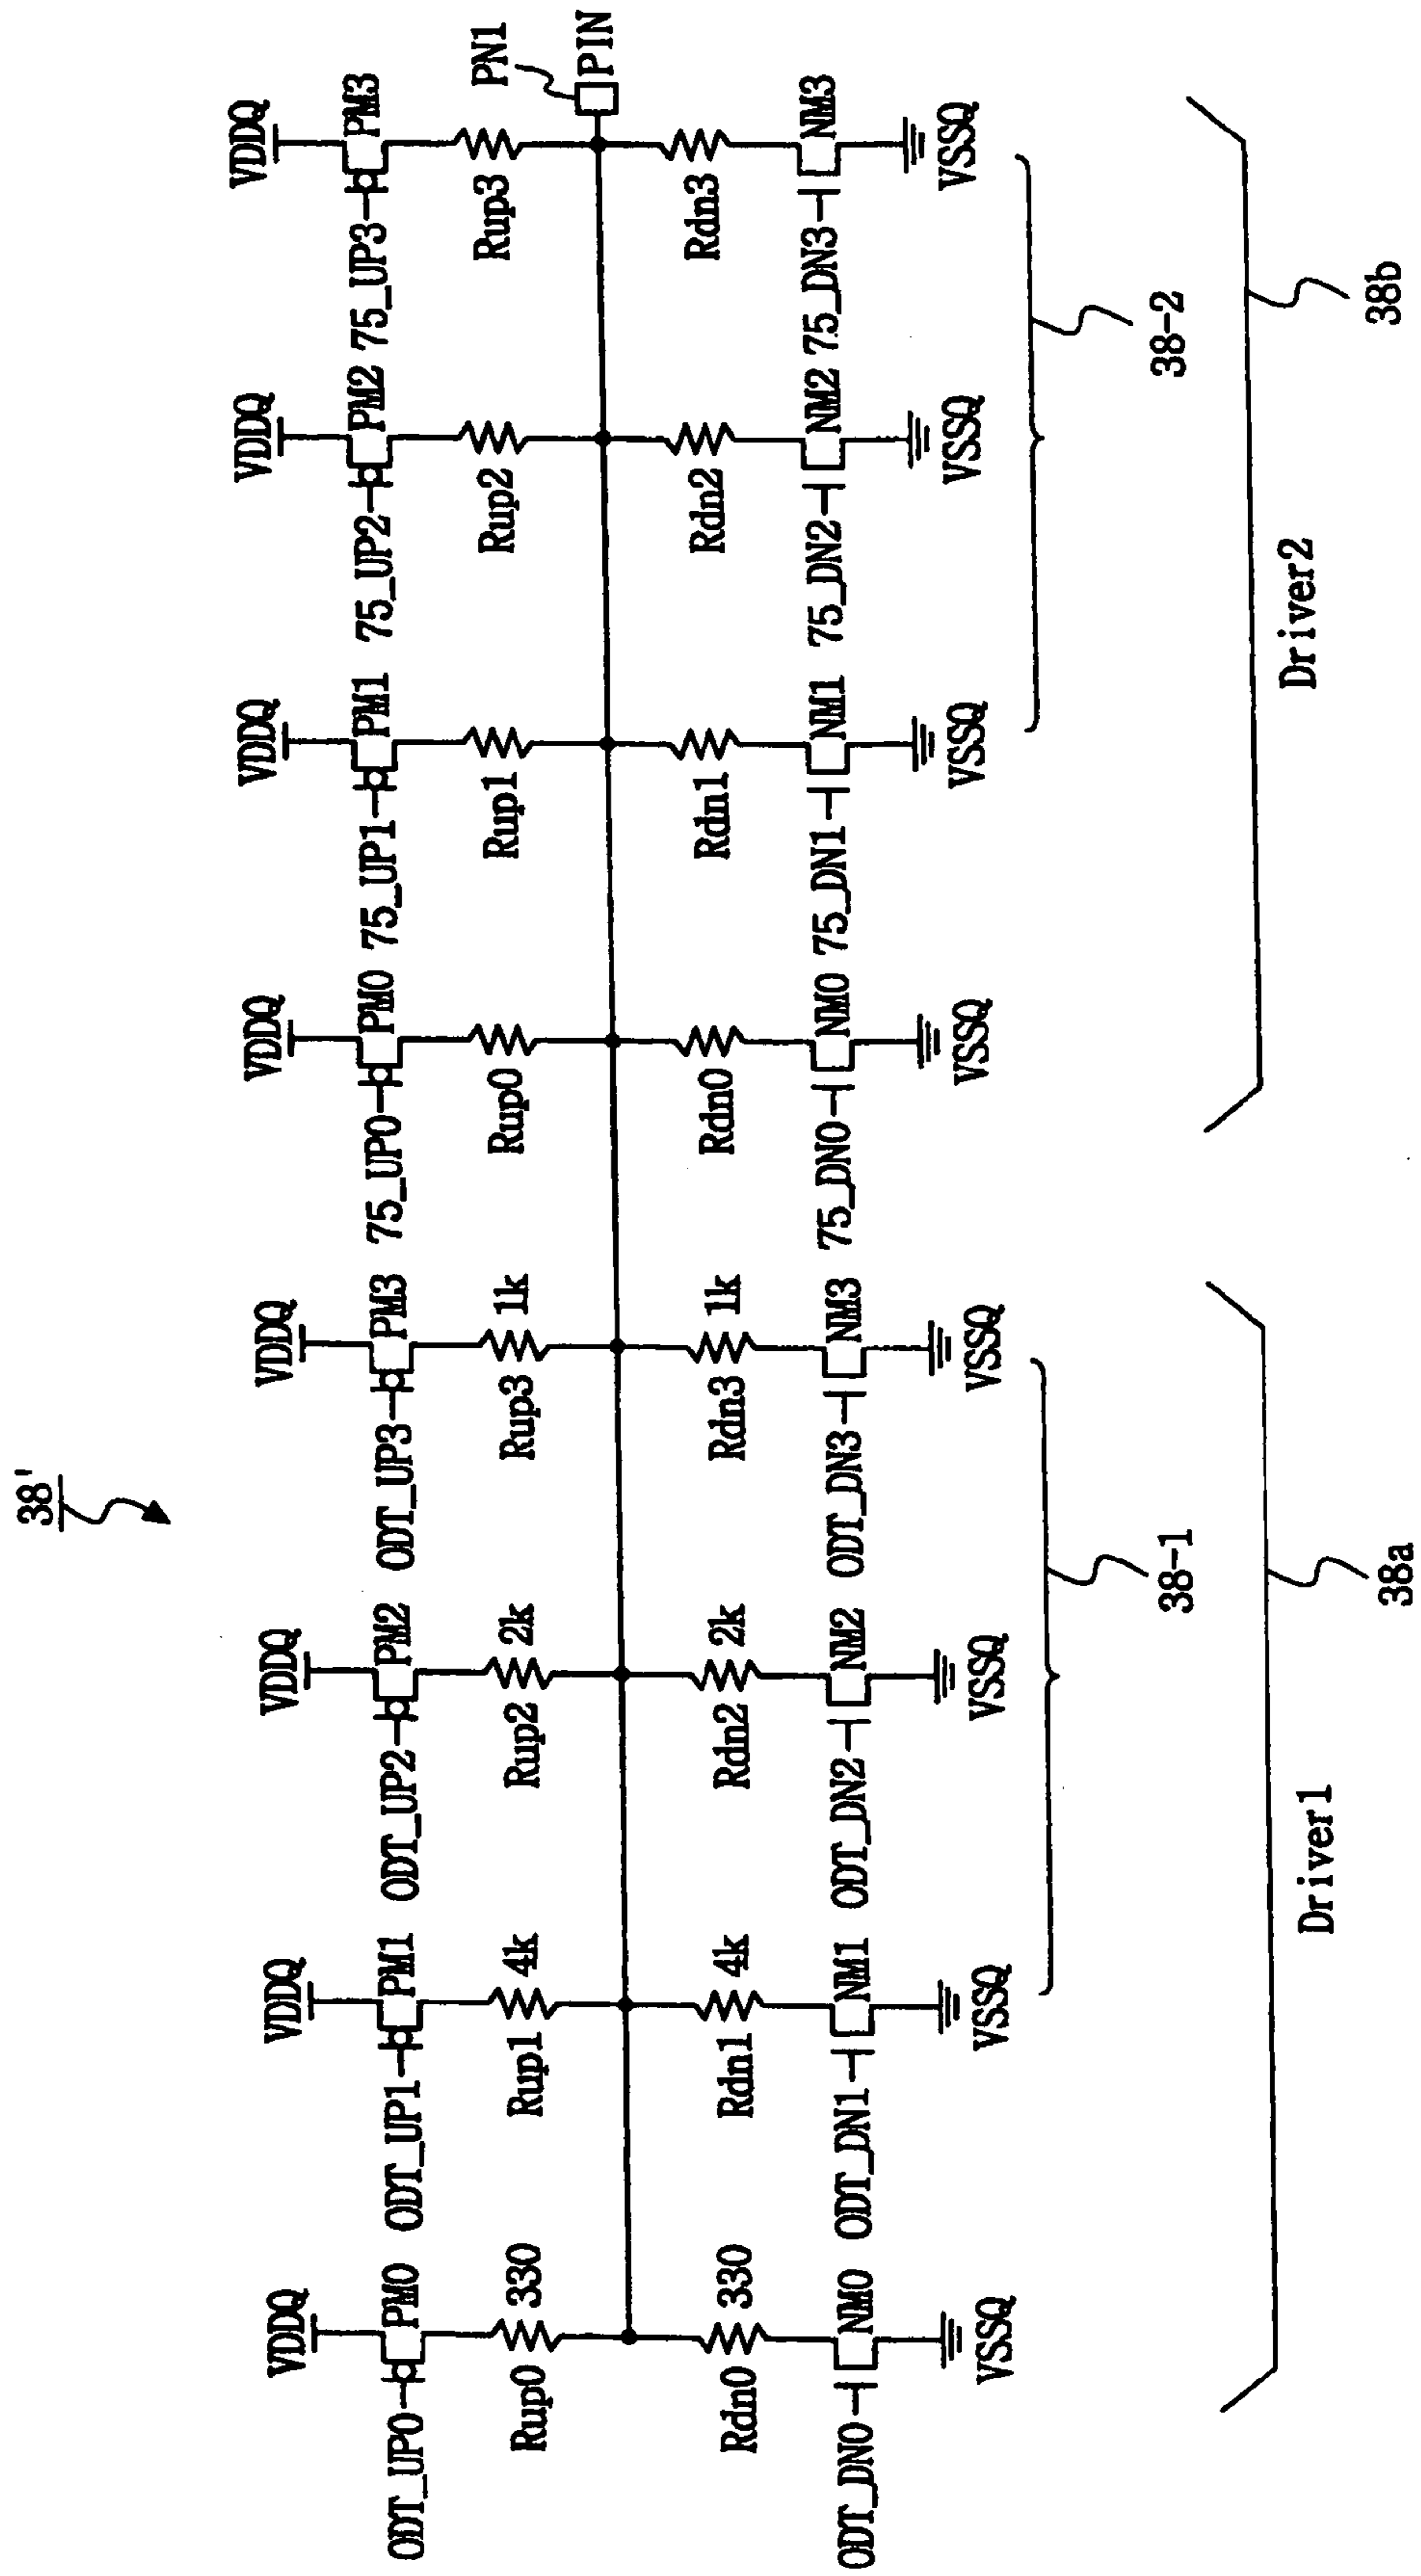 38'
VDDQ VDDQ VDDQ VDDQ VDDQ VDDQ VDDQ VDDQ
ODT_UP0 PM0 ODT_UP1 PM1 ODT_UP2 PM2 ODT_UP3 PM3 75_UP0 PM0 75_UP1 PM1 75_UP2 PM2 75_UP3 PM3
Rup0 330 Rup1 4k Rup2 2k Rup3 1k Rup0 Rup1 Rup2 Rup3 PN1
PIN
Rdn0 330 Rdn1 4k Rdn2 2k Rdn3 1k Rdn0 Rdn1 Rdn2 Rdn3
ODT_DN0 NM0 ODT_DN1 NM1 ODT_DN2 NM2 ODT_DN3 NM3 75_DN0 NM0 75_DN1 NM1 75_DN2 NM2 75_DN3 NM3
VSSQ VSSQ VSSQ VSSQ VSSQ VSSQ VSSQ VSSQ
38-1 38-2
Driver1 Driver2
38a 38b